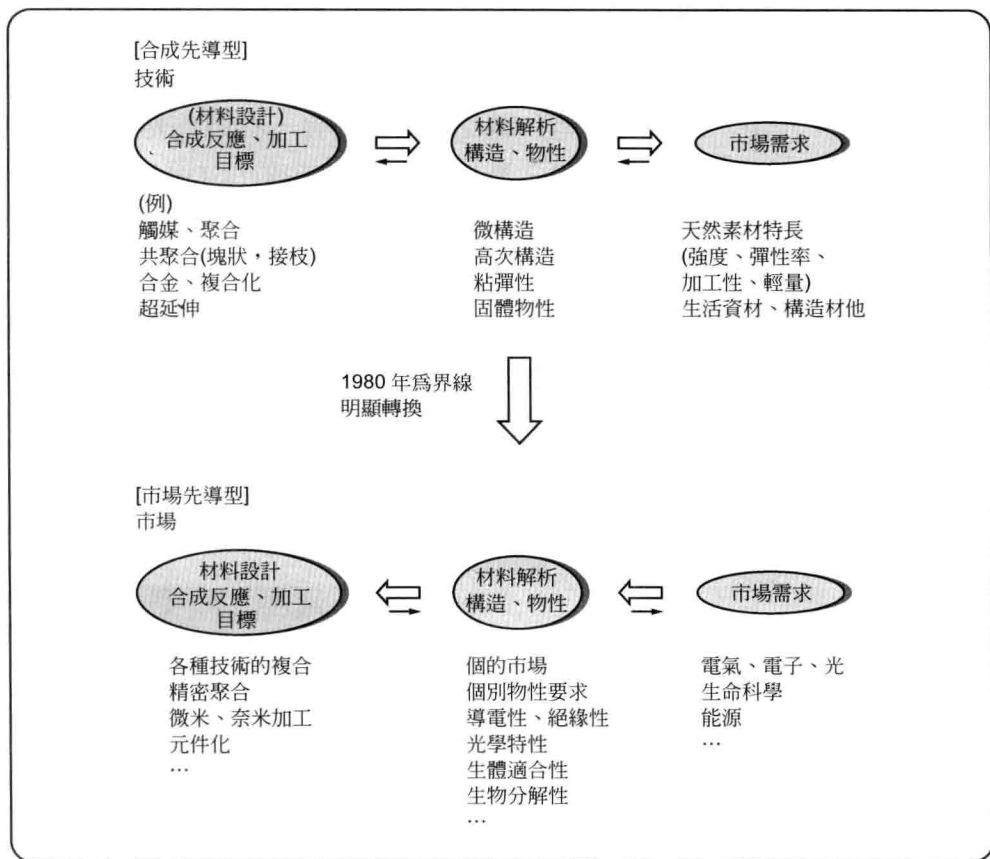 [合成先導型]
技術
(材料設計)
合成反應、加工
目標
材料解析
構造、物性
市場需求
(例)
觸媒、聚合
共聚合(塊狀,接枝)
合金、複合化
超延伸
微構造
高次構造
粘彈性
固體物性
天然素材特長
(強度、彈性率、
加工性、輕量)
生活資材、構造材他
1980 年爲界線
明顯轉換
[市場先導型]
市場
材料設計
合成反應、加工
目標
材料解析
構造、物性
市場需求
各種技術的複合
精密聚合
微米、奈米加工
元件化
…
個的市場
個別物性要求
導電性、絕緣性
光學特性
生體適合性
生物分解性
…
電氣、電子、光
生命科學
能源
…